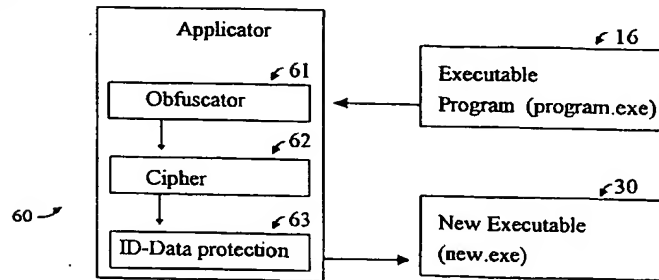 Applicator
61
Obfuscator
62
Cipher
63
ID-Data protection
60
16
Executable
Program (program.exe)
30
New Executable
(new.exe)